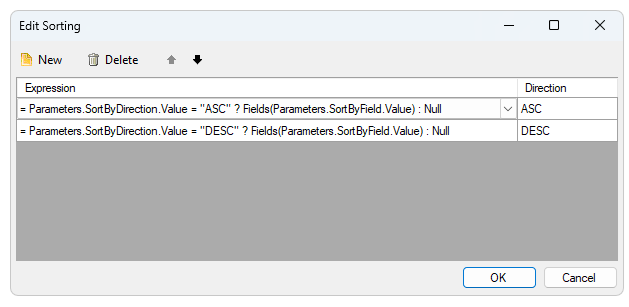 Edit Sorting
New Delete
Expression Direction
= Parameters.SortByDirection.Value = "ASC" ? Fields(Parameters.SortByField.Value) : Null ASC
= Parameters.SortByDirection.Value = "DESC" ? Fields(Parameters.SortByField.Value) : Null DESC
OK Cancel